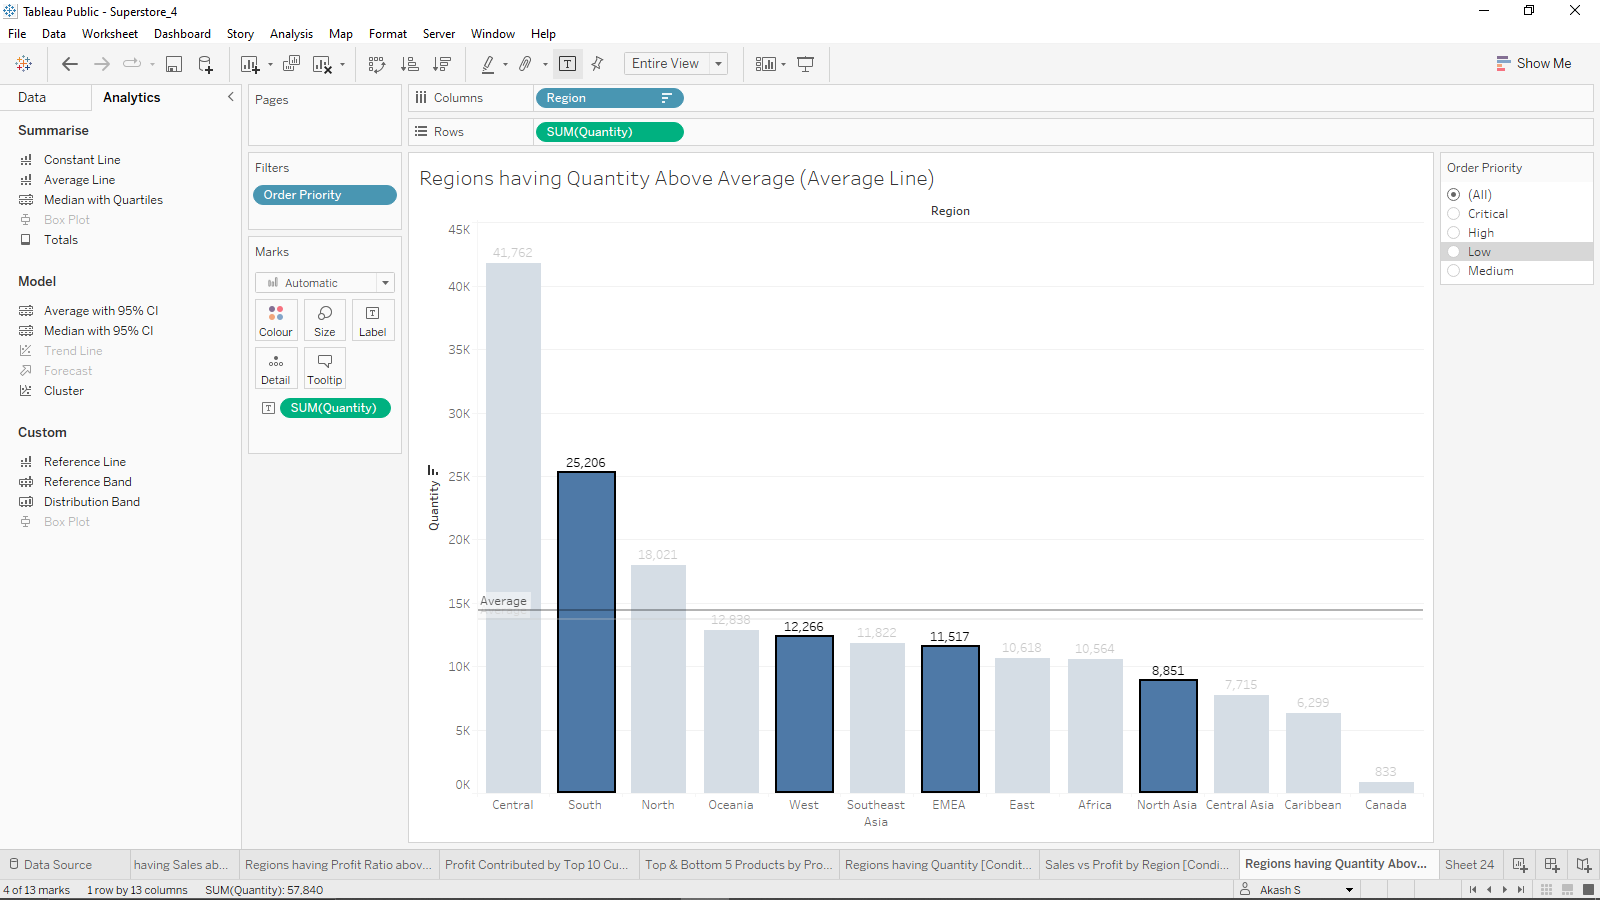 Tableau Public - Superstore_4
File Data Worksheet Dashboard Story Analysis Map Format Server Window Help
Entire View
Show Me
Data Analytics
Summarise
Constant Line
Average Line
Median with Quartiles
Box Plot
Totals
Model
Average with 95% CI
Median with 95% CI
Trend Line
Forecast
Cluster
Custom
Reference Line
Reference Band
Distribution Band
Box Plot
Pages
Filters
Order Priority
Marks
Automatic
Colour Size Label
Detail Tooltip
SUM(Quantity)
Columns Region
Rows SUM(Quantity)
Regions having Quantity Above Average (Average Line)
Region
45K
40K
35K
30K
25K
20K
15K
10K
5K
0K
Quantity
41,762
25,206
18,021
12,838
12,266
11,822
11,517
10,618
10,564
8,851
7,715
6,299
833
Average
Central South North Oceania West Southeast Asia EMEA East Africa North Asia Central Asia Caribbean Canada
Order Priority
(All)
Critical
High
Low
Medium
Data Source having Sales ab... Regions having Profit Ratio abov... Profit Contributed by Top 10 Cu... Top & Bottom 5 Products by Pro... Regions having Quantity [Condit... Sales vs Profit by Region [Condi... Regions having Quantity Abov... Sheet 24
4 of 13 marks 1 row by 13 columns SUM(Quantity): 57,840 Akash S